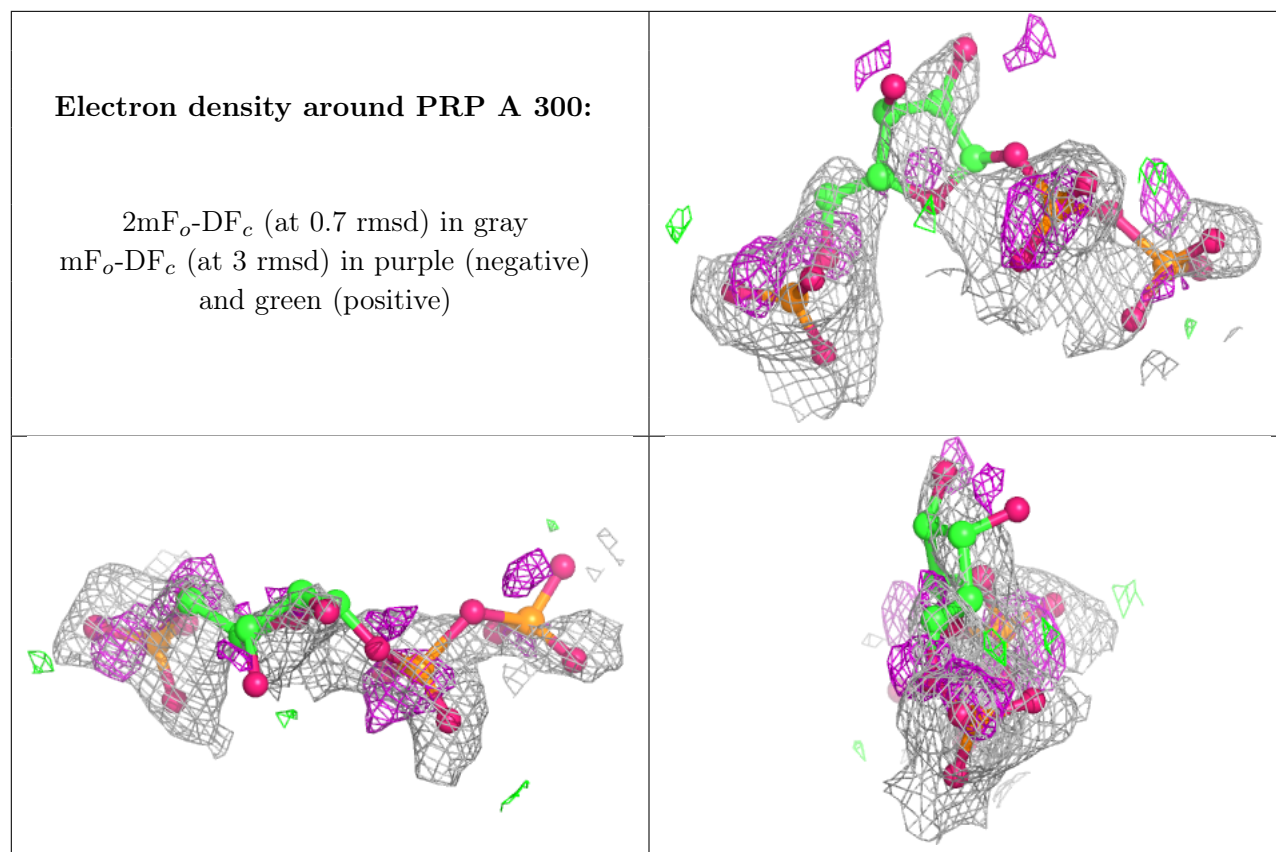 Electron density around PRP A 300:
2mFo-DFc (at 0.7 rmsd) in gray
mFo-DFc (at 3 rmsd) in purple (negative)
and green (positive)